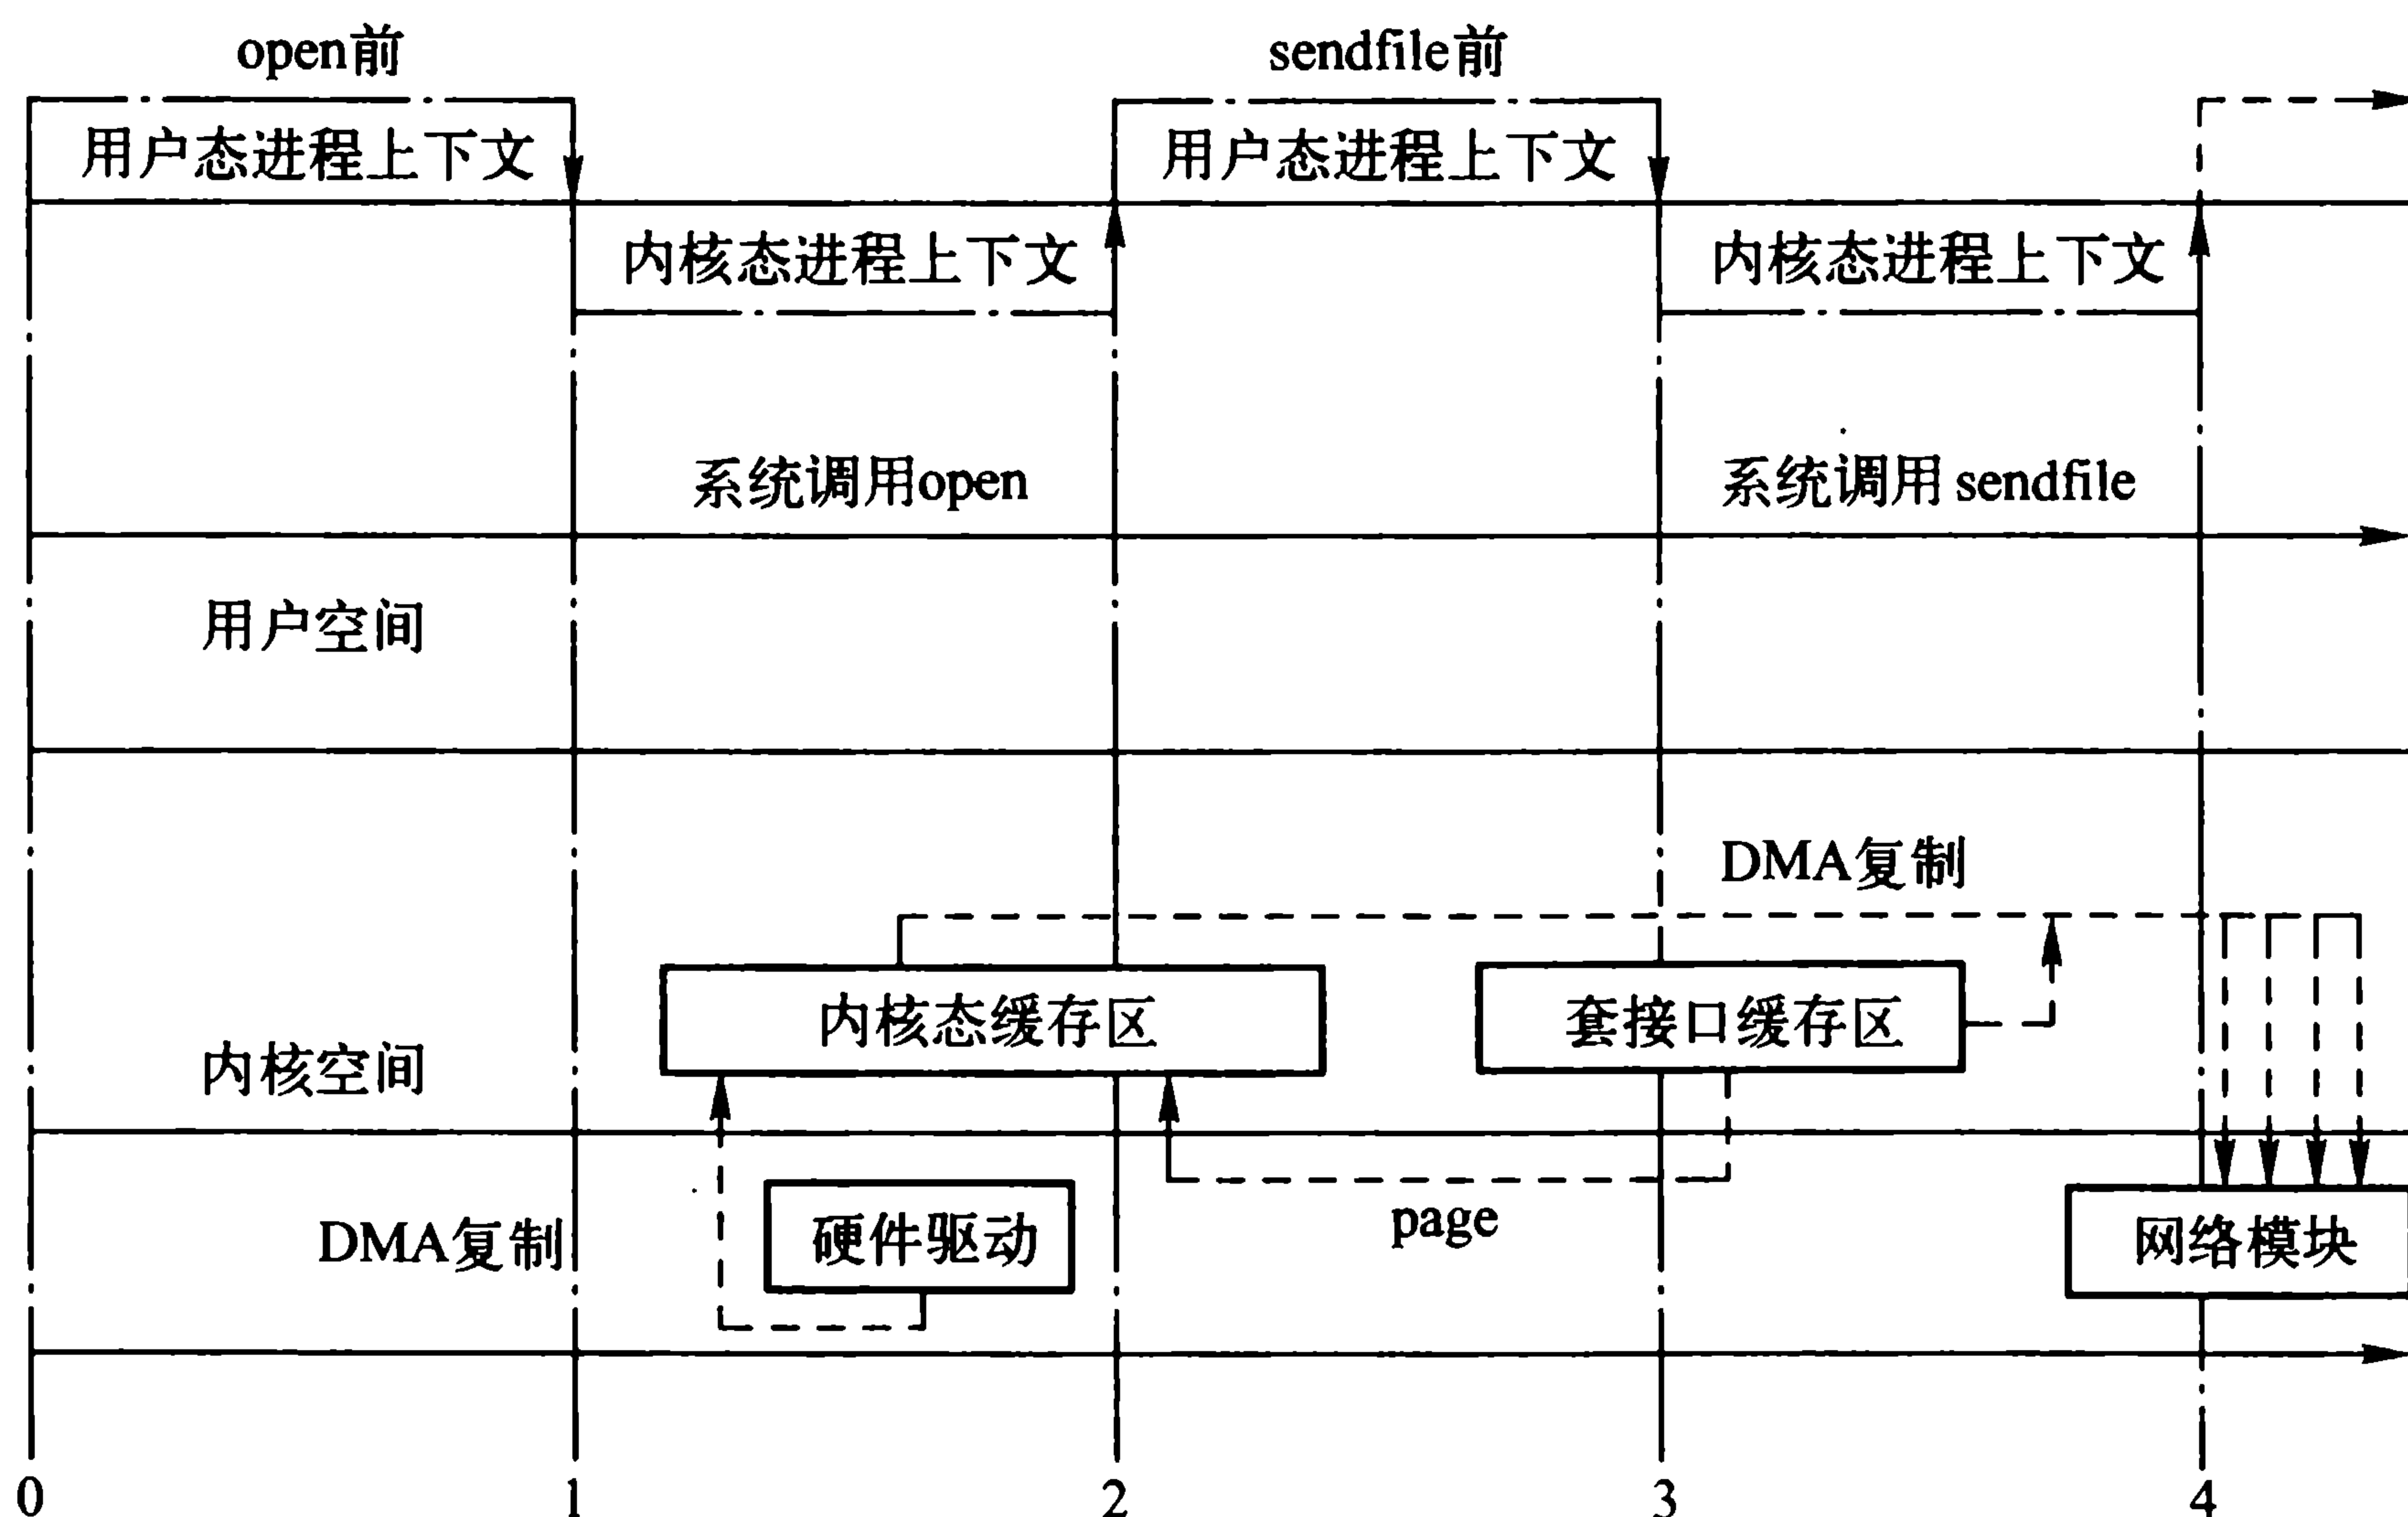 open前
sendfile前
用户态进程上下文
用户态进程上下文
内核态进程上下文
内核态进程上下文
系统调用open
系统调用 sendfile
用户空间
DMA复制
内核态缓存区
套接口缓存区
内核空间
DMA复制
硬件驱动
page
网络模块
0
1
2
3
4